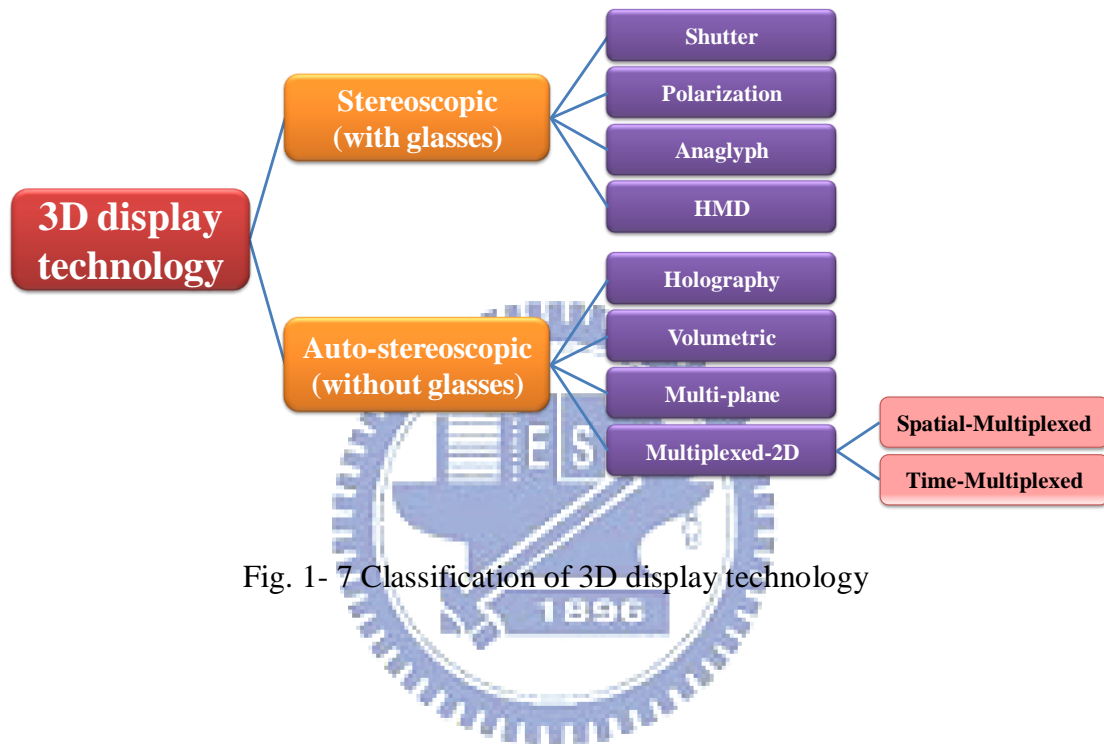 Shutter
Stereoscopic
(with glasses)
Polarization
Anaglyph
HMD
3D display
technology
Holography
Auto-stereoscopic
(without glasses)
Volumetric
Multi-plane
Multiplexed-2D
Spatial-Multiplexed
Time-Multiplexed
E S
Fig. 1- 7 Classification of 3D display technology
1896